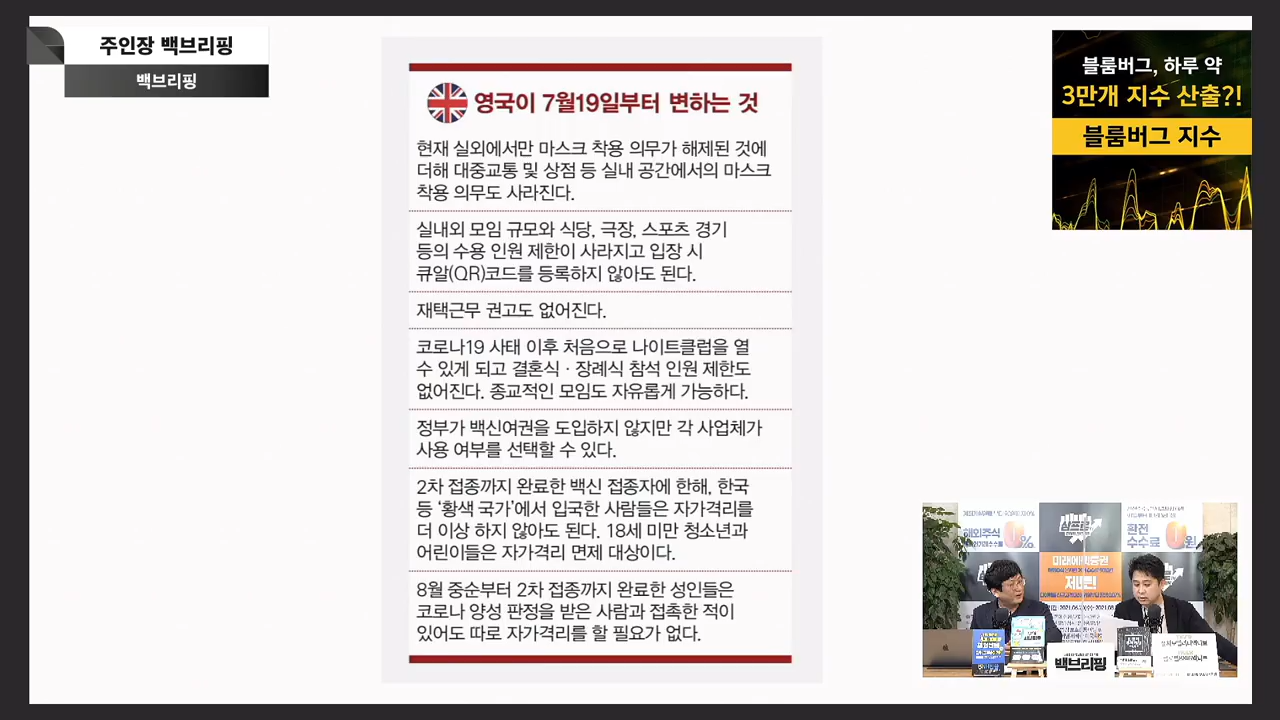 주인장 백브리핑
백브리핑
블룸버그, 하루 약
3만개 지수 산출?!
블룸버그 지수
영국이 7월19일부터 변하는 것
현재 실외에서만 마스크 착용 의무가 해제된 것에
더해 대중교통 및 상점 등 실내 공간에서의 마스크
착용 의무도 사라진다.
실내외 모임 규모와 식당, 극장, 스포츠 경기
등의 수용 인원 제한이 사라지고 입장 시
큐알(QR)코드를 등록하지 않아도 된다.
재택근무 권고도 없어진다.
코로나19 사태 이후 처음으로 나이트클럽을 열
수 있게 되고 결혼식 · 장례식 참석 인원 제한도
없어진다. 종교적인 모임도 자유롭게 가능하다.
정부가 백신여권을 도입하지 않지만 각 사업체가
사용 여부를 선택할 수 있다.
2차 접종까지 완료한 백신 접종자에 한해, 한국
등 ‘황색 국가’에서 입국한 사람들은 자가격리를
더 이상 하지 않아도 된다. 18세 미만 청소년과
어린이들은 자가격리 면제 대상이다.
8월 중순부터 2차 접종까지 완료한 성인들은
코로나 양성 판정을 받은 사람과 접촉한 적이
있어도 따로 자가격리를 할 필요가 없다.
해외주식
0%
환전
수수료 0원
백브리핑